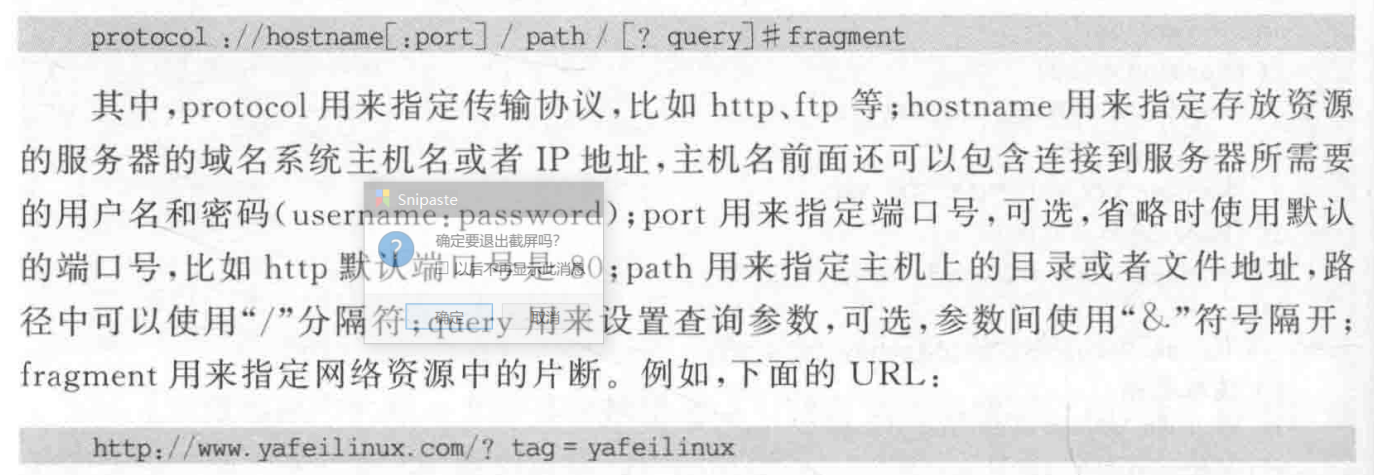 protocol ://hostname[:port] / path / [? query]#fragment
其中,protocol 用来指定传输协议,比如 http、ftp 等;hostname 用来指定存放资源
的服务器的域名系统主机名或者 IP 地址,主机名前面还可以包含连接到服务器所需要
的用户名和密码(username:password);port 用来指定端口号,可选,省略时使用默认
的端口号,比如 http 默认端口号是 80;path 用来指定主机上的目录或者文件地址,路
径中可以使用“/”分隔符;query 用来设置查询参数,可选,参数间使用“&”符号隔开;
fragment 用来指定网络资源中的片断。例如,下面的 URL:
http://www.yafeilinux.com/? tag = yafeilinux
Snipaste
确定要退出截屏吗?
以后不再显示此消息
确定
取消